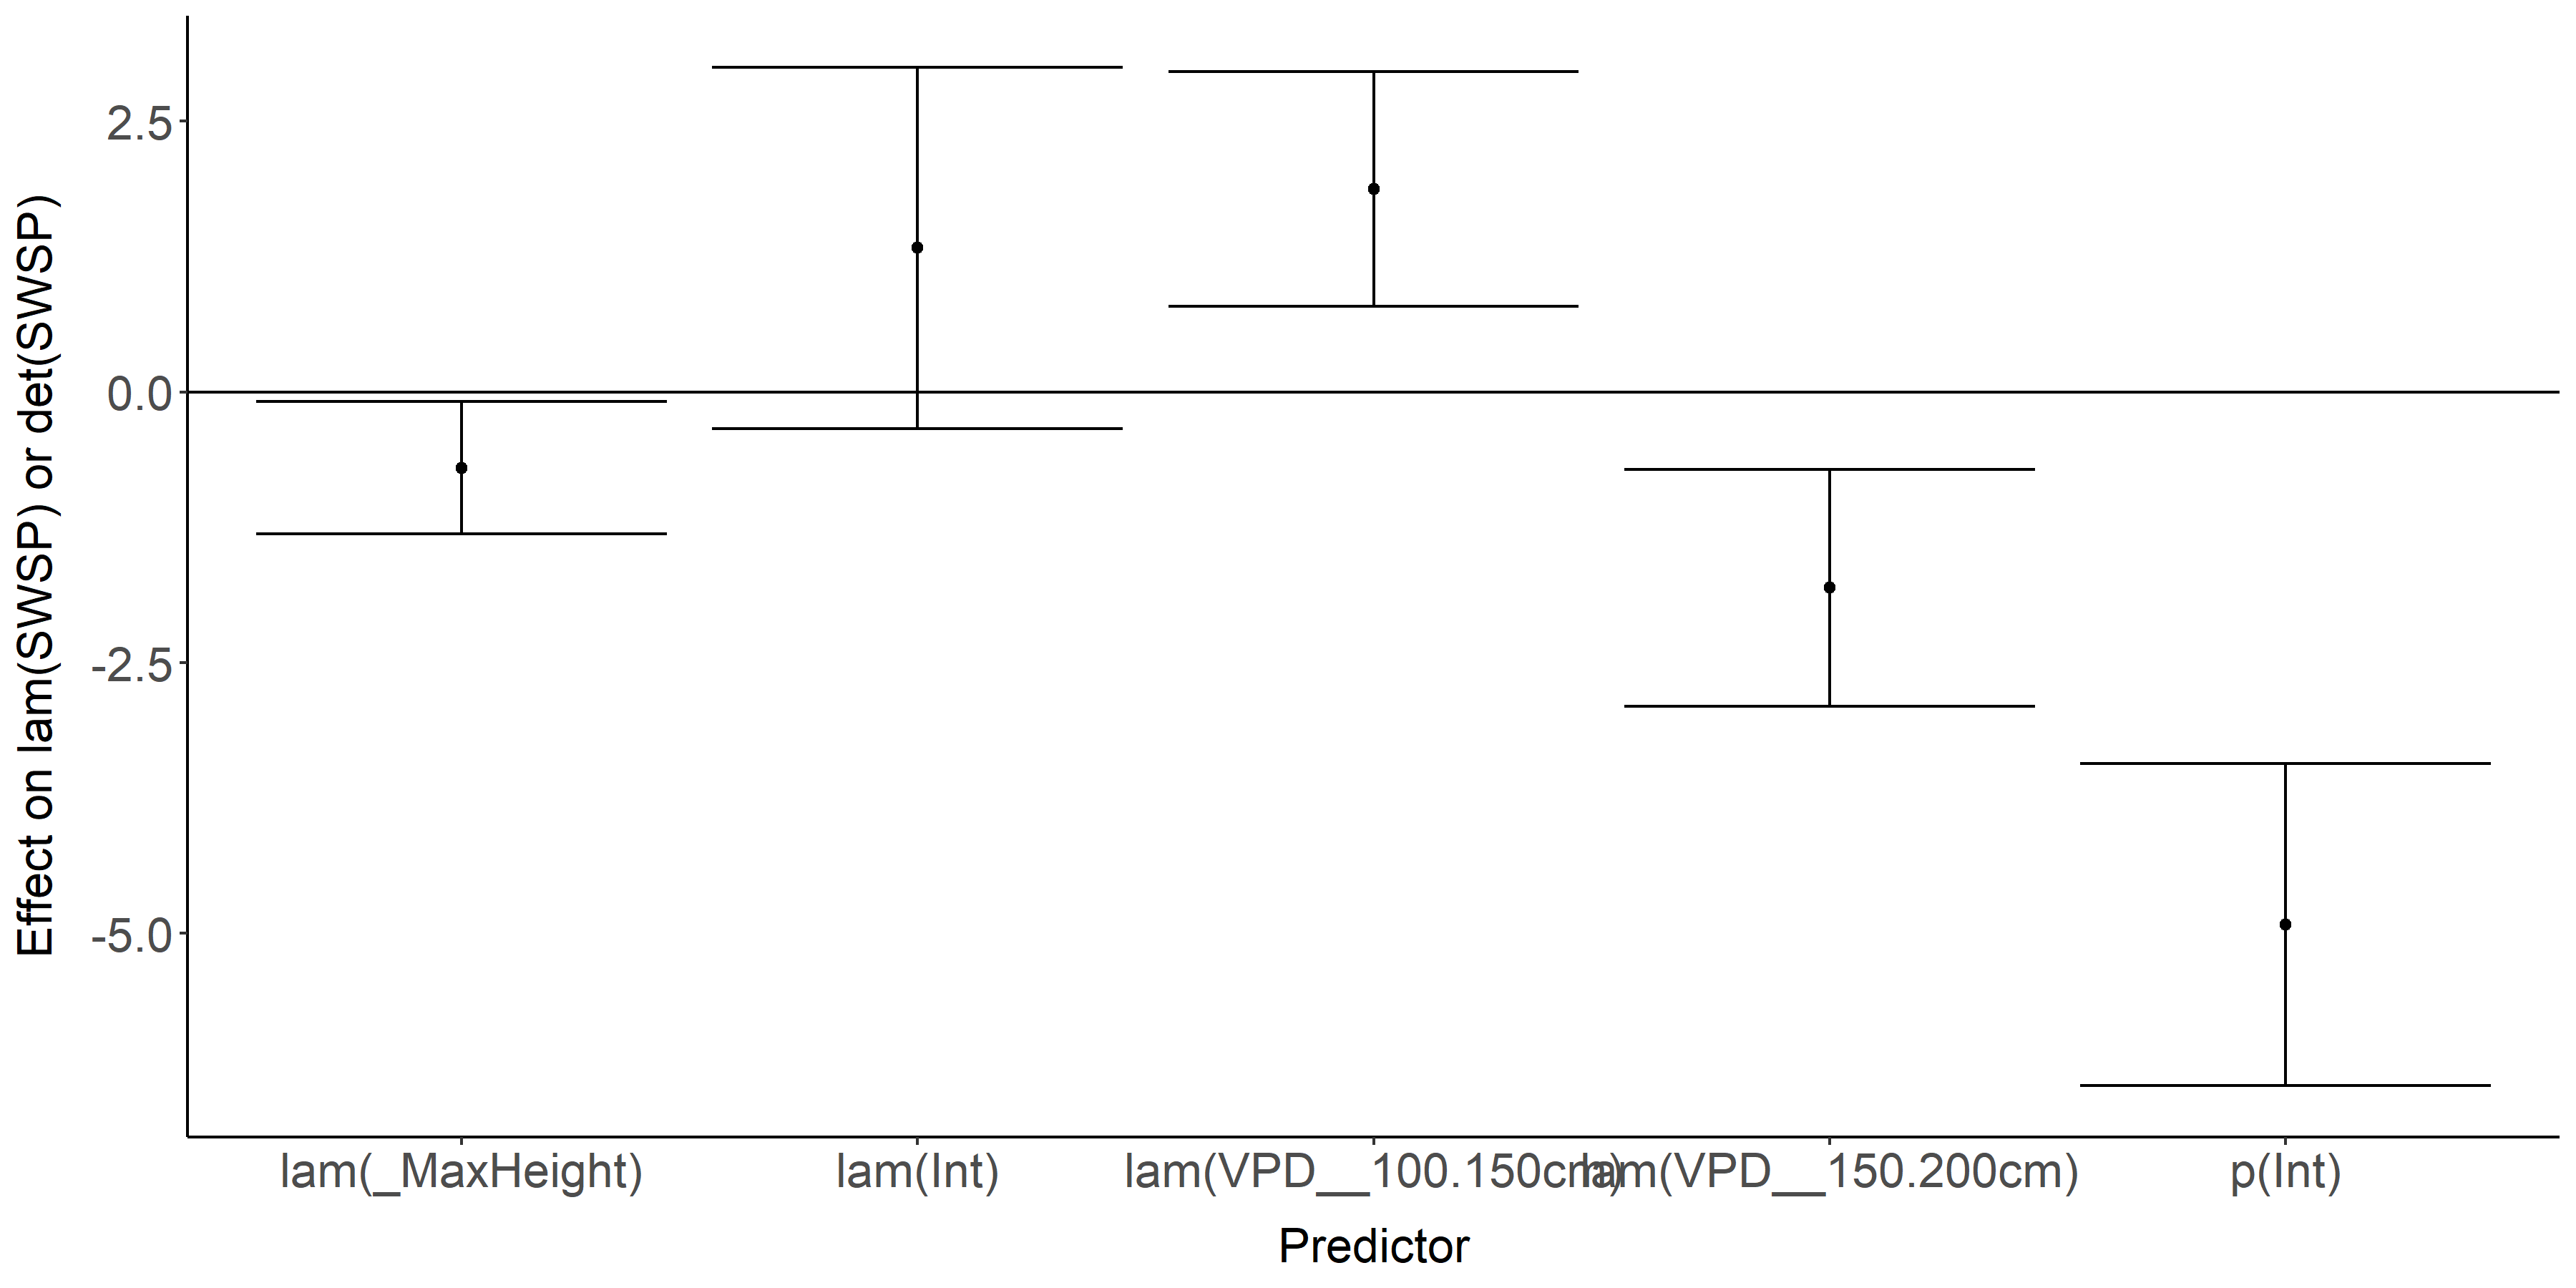 Effect on lam(SWSP) or det(SWSP)
2.5
0.0
-2.5
-5.0
lam(_MaxHeight)
lam(Int)
lam(VPD__100.150cm)
lam(VPD__150.200cm)
p(Int)
Predictor